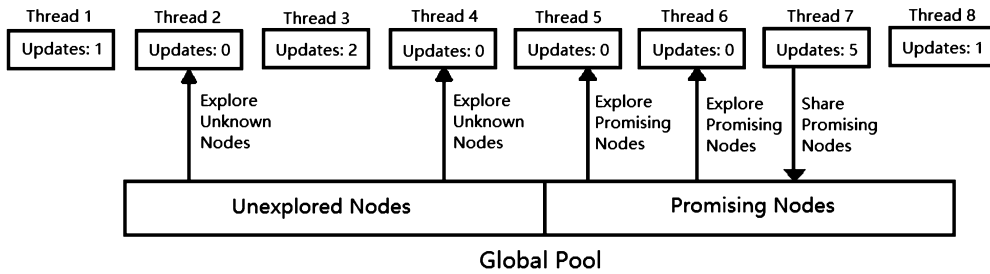 Thread 1
Thread 2
Thread 3
Thread 4
Thread 5
Thread 6
Thread 7
Thread 8
Updates: 1
Updates: 0
Updates: 2
Updates: 0
Updates: 0
Updates: 0
Updates: 5
Updates: 1
Explore
Unknown
Nodes
Explore
Unknown
Nodes
Explore
Promising
Nodes
Explore
Promising
Nodes
Share
Promising
Nodes
Unexplored Nodes
Promising Nodes
Global Pool